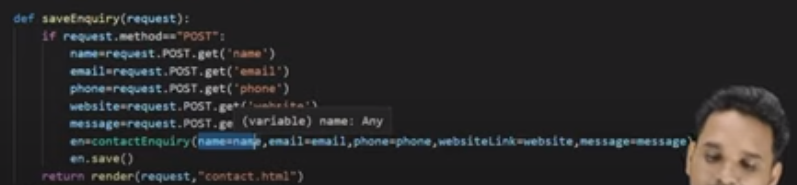 def saveEnquiry(request):
    if request.method=="POST":
        name=request.POST.get('name')
        email=request.POST.get('email')
        phone=request.POST.get('phone')
        website=request.POST.get('website')
        message=request.POST.ge
(variable) name: Any
        en=contactEnquiry(name=name,email=email,phone=phone,websiteLink=website,message=message)
        en.save()
    return render(request,"contact.html")